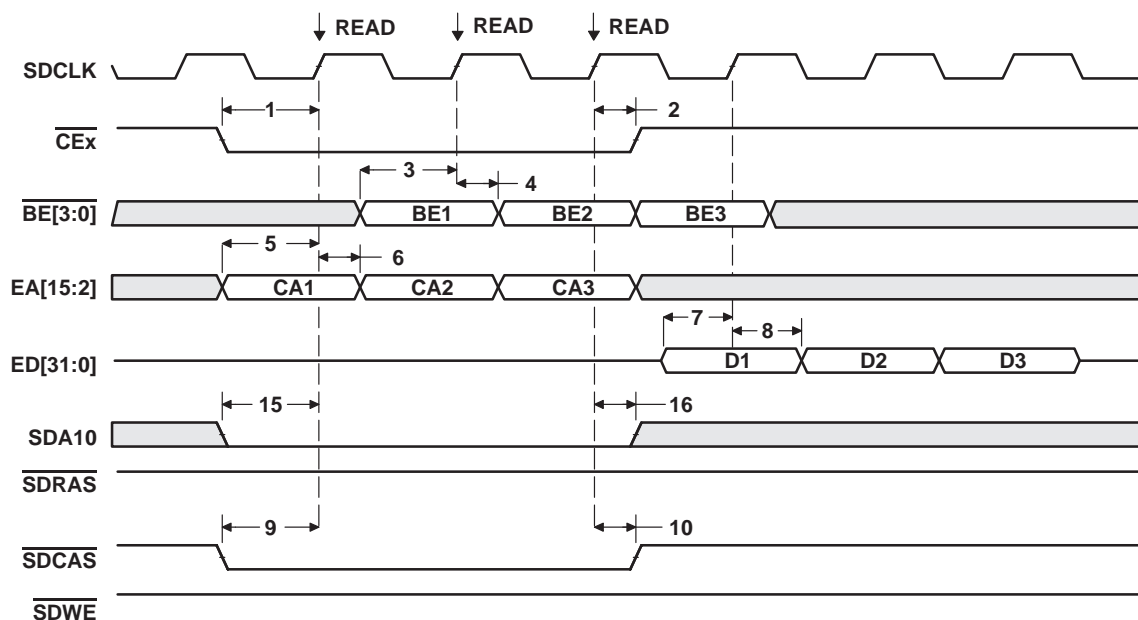 READ READ READ
SDCLK
1 2
CEx
3 4
BE[3:0] BE1 BE2 BE3
5 6
EA[15:2] CA1 CA2 CA3
7 8
ED[31:0] D1 D2 D3
15 16
SDA10
SDRAS
9 10
SDCAS
SDWE